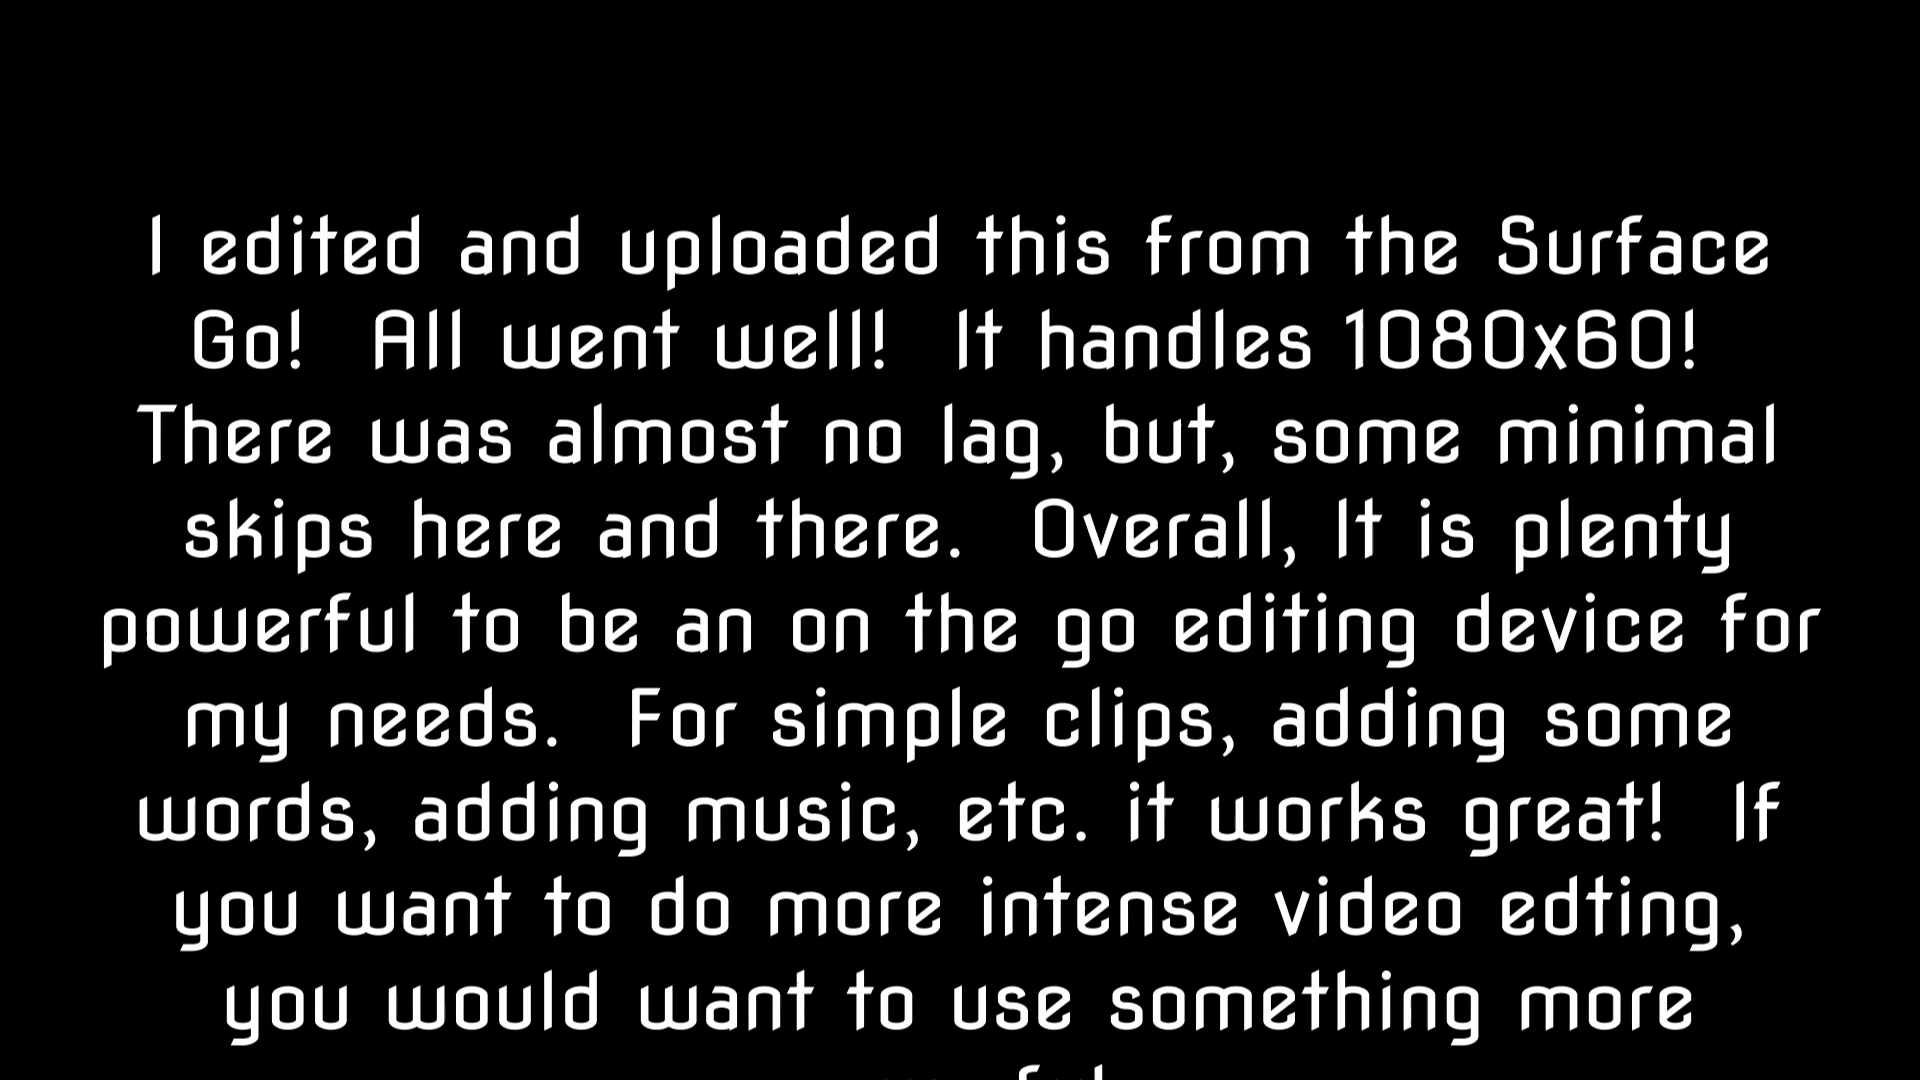 I edited and uploaded this from the Surface
Go!  All went well!  It handles 1080x60!
There was almost no lag, but, some minimal
skips here and there.  Overall, It is plenty
powerful to be an on the go editing device for
my needs.  For simple clips, adding some
words, adding music, etc. it works great!  If
you want to do more intense video edting,
you would want to use something more